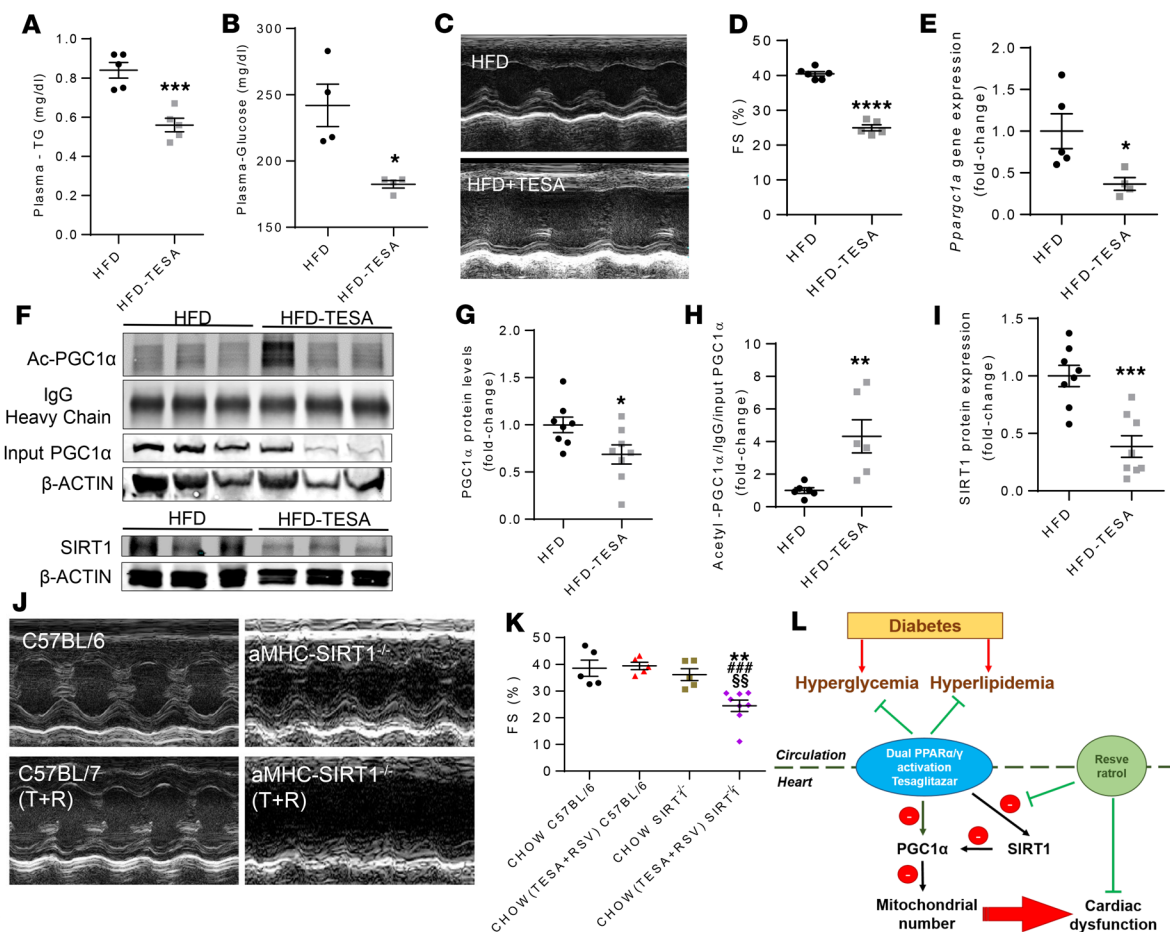 A
Plasma - TG (mg/dl)
1.0
0.8
0.6
0.4
0.2
0.0
***
HFD
HFD-TESA
B
Plasma-Glucose (mg/dl)
300
250
200
150
*
HFD
HFD-TESA
C
HFD
HFD+TESA
D
FS (%)
50
40
30
20
10
0
****
HFD
HFD-TESA
E
Ppargc1a gene expression
(fold-change)
2.0
1.5
1.0
0.5
0.0
*
HFD
HFD-TESA
F
HFD
HFD-TESA
Ac-PGC1α
IgG
Heavy Chain
Input PGC1α
β-ACTIN
HFD
HFD-TESA
SIRT1
β-ACTIN
G
PGC1α protein levels
(fold-change)
2.0
1.5
1.0
0.5
0.0
*
HFD
HFD-TESA
H
Acetyl -PGC1α/IgG/input PGC1α
(fold-change)
10
8
6
4
2
0
**
HFD
HFD-TESA
I
SIRT1 protein expression
(fold-change)
1.5
1.0
0.5
0.0
***
HFD
HFD-TESA
J
C57BL/6
aMHC-SIRT1-/-
C57BL/7
(T+R)
aMHC-SIRT1-/-
(T+R)
K
FS (%)
50
40
30
20
10
0
**
###
§§
CHOW C57BL/6
CHOW(TESA+RSV) C57BL/6
CHOW SIRT1-/-
CHOW (TESA+RSV) SIRT1-/-
L
Diabetes
Hyperglycemia
Hyperlipidemia
Circulation
Heart
Dual PPARα/γ
activation
Tesaglitazar
Resve
ratrol
-
-
-
PGC1α
SIRT1
-
Mitochondrial
number
Cardiac
dysfunction